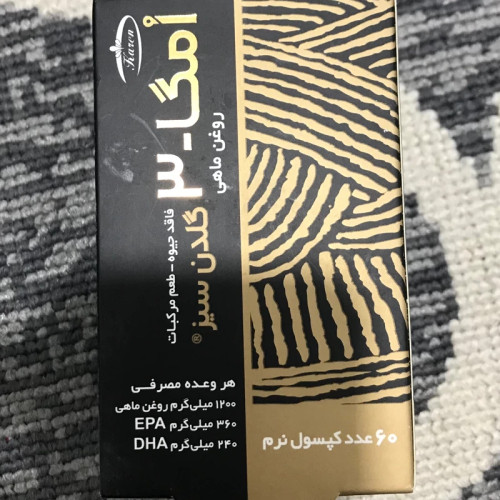 Karen
اُمگا-۳
روغن ماهی
گلدن سیز®
فاقد جیوه - طعم مرکبات
هر وعده مصرفی
۱۲۰۰ میلی‌گرم روغن ماهی
۳۶۰ میلی‌گرم EPA
۲۴۰ میلی‌گرم DHA
۶۰ عدد کپسول نرم